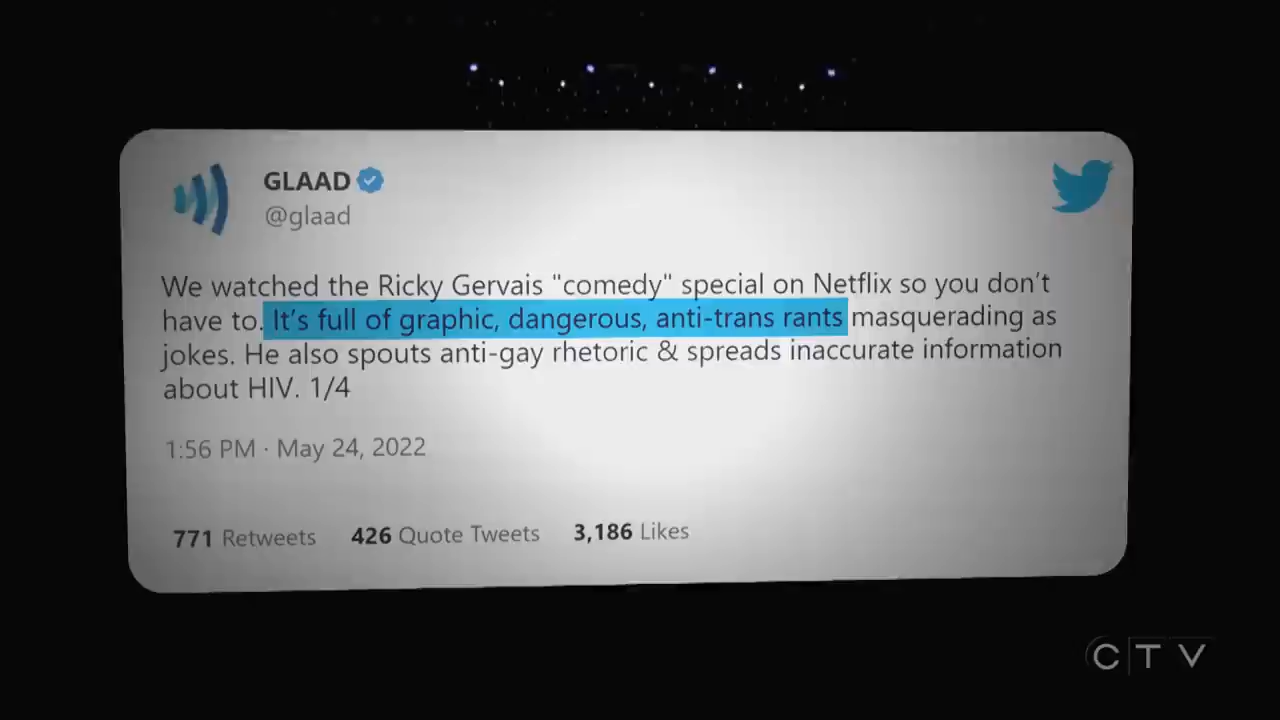 GLAAD
@glaad
We watched the Ricky Gervais "comedy" special on Netflix so you don’t
have to. It’s full of graphic, dangerous, anti-trans rants masquerading as
jokes. He also spouts anti-gay rhetoric & spreads inaccurate information
about HIV. 1/4
1:56 PM · May 24, 2022
771 Retweets 426 Quote Tweets 3,186 Likes
CTV